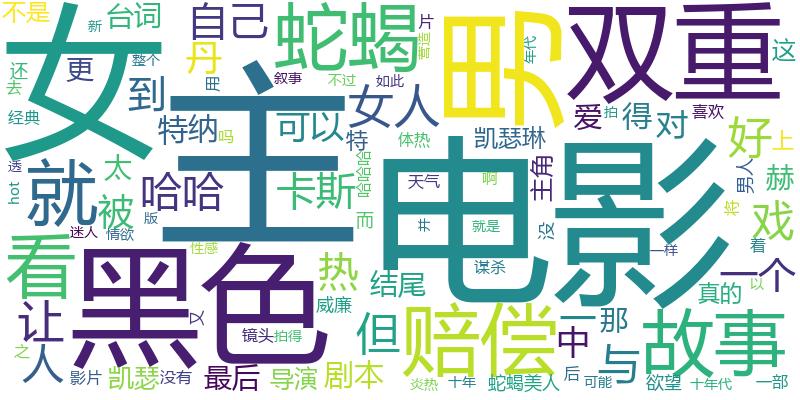 不是
台词
自己
蛇蝎
片
营造
男
年代
双重
新
整个
叙事
用
不过
如此
还
去
更
到
丹
女
主
女人
爱
拍
得
喜欢
对
这
经典
特纳
吗
可以
特
体热
凯瑟琳
好
上
就
太
透
hot
被
哈哈
卡斯
哈哈哈
而
天气
啊
主角
男人
赫
电影
将
戏
版
井
就是
没
迷人
情欲
性感
看
黑色
热
结尾
谋杀
一样
一个
着
真的
以
让
又
威廉
但
赔偿
一
中
那
与
故事
之
人
影片
凯瑟
没有
镜头
拍得
最后
导演
剧本
炎热
十年
蛇蝎美人
后
可能
欲望
十年代
一部